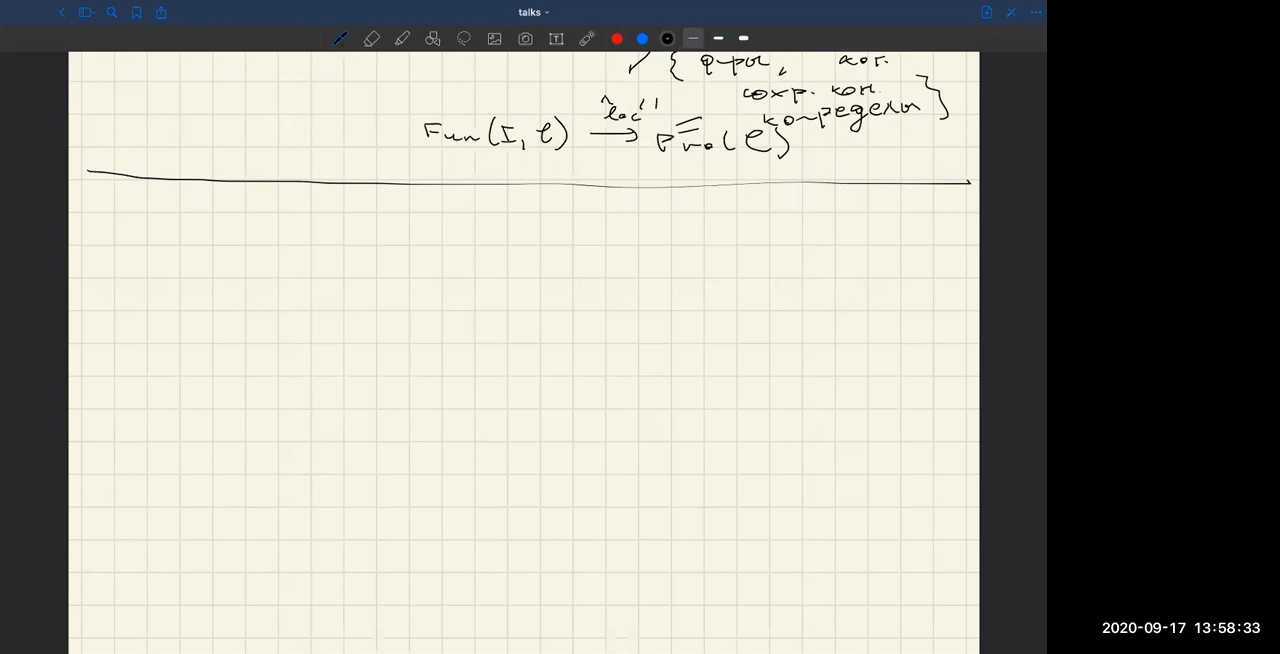 talks
{ ф-ры,
сохр. кон.
копределы }
Fun(I, C) → Pro(C)
2020-09-17 13:58:33